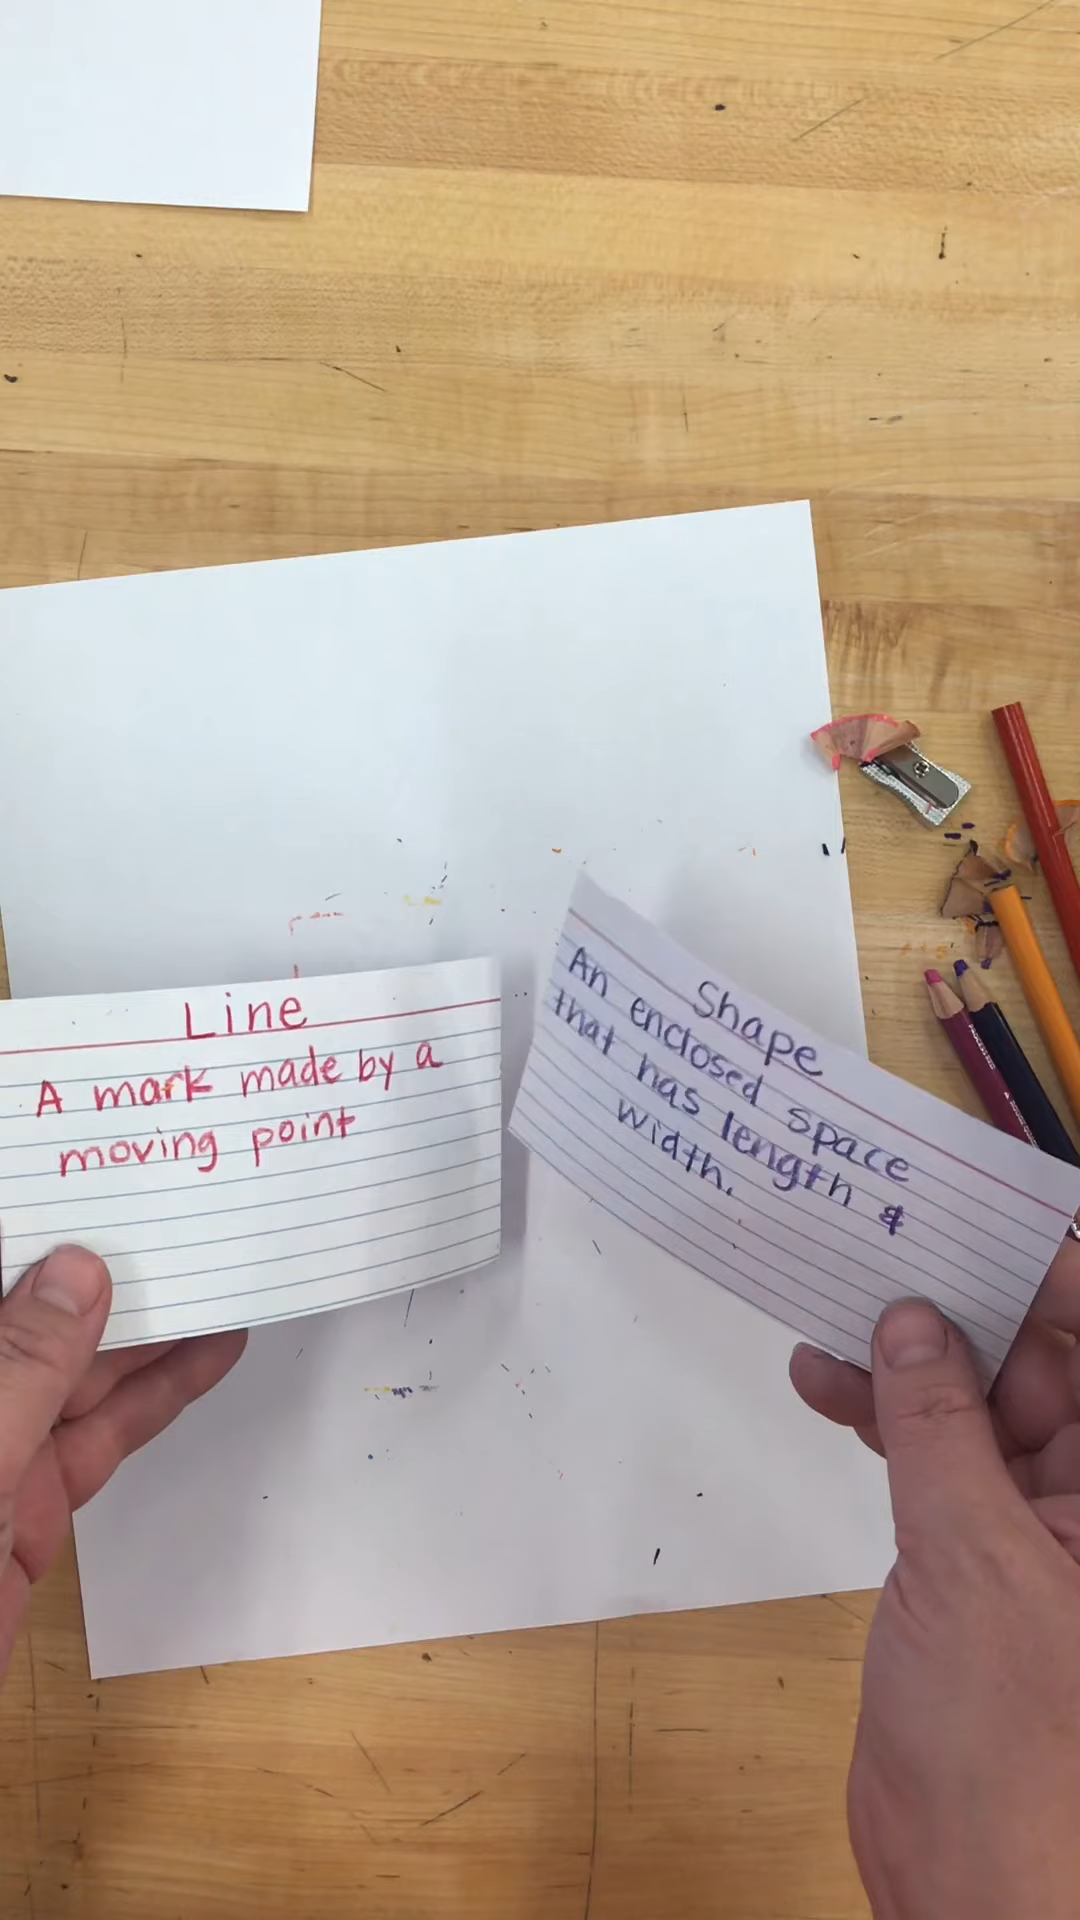 Line
A mark made by a
moving point
Shape
An enclosed space
that has length &
width.